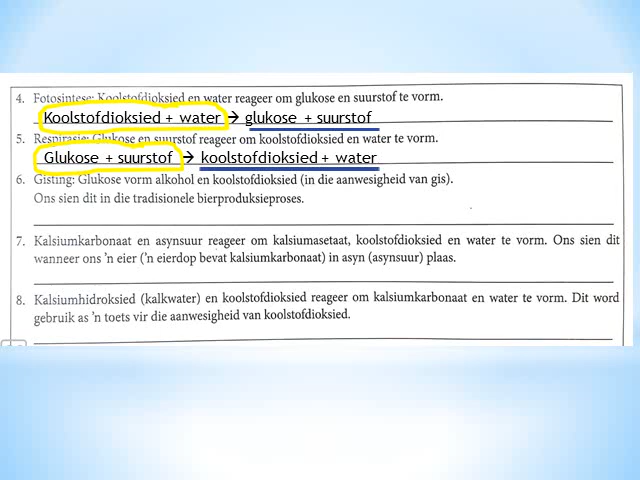 4. Fotosintese: Koolstofdioksied en water reageer om glukose en suurstof te vorm.
Koolstofdioksied + water → glukose + suurstof
5. Respirasie: Glukose en suurstof reageer om koolstofdioksied en water te vorm.
Glukose + suurstof → koolstofdioksied + water
6. Gisting: Glukose vorm alkohol en koolstofdioksied (in die aanwesigheid van gis).
Ons sien dit in die tradisionele bierproduksieproses.
7. Kalsiumkarbonaat en asynsuur reageer om kalsiumasetaat, koolstofdioksied en water te vorm. Ons sien dit
wanneer ons 'n eier ('n eierdop bevat kalsiumkarbonaat) in asyn (asynsuur) plaas.
8. Kalsiumhidroksied (kalkwater) en koolstofdioksied reageer om kalsiumkarbonaat en water te vorm. Dit word
gebruik as 'n toets vir die aanwesigheid van koolstofdioksied.